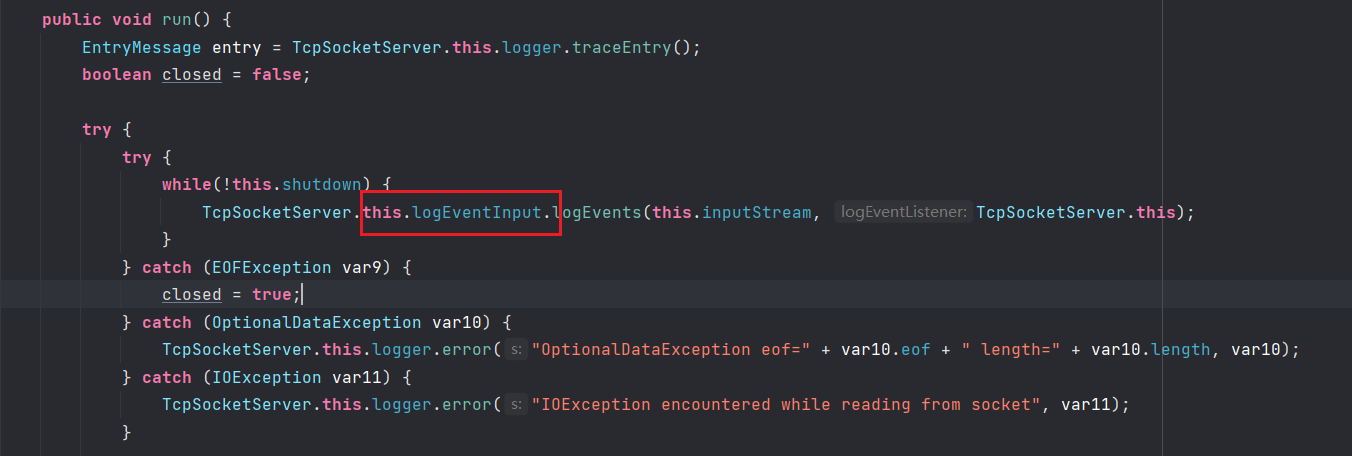 public void run() {
EntryMessage entry = TcpSocketServer.this.logger.traceEntry();
boolean closed = false;
try {
try {
while(!this.shutdown) {
TcpSocketServer.this.logEventInput.logEvents(this.inputStream, logEventListener: TcpSocketServer.this);
}
} catch (EOFException var9) {
closed = true;
} catch (OptionalDataException var10) {
TcpSocketServer.this.logger.error( s: "OptionalDataException eof=" + var10.eof + " length=" + var10.length, var10);
} catch (IOException var11) {
TcpSocketServer.this.logger.error( s: "IOException encountered while reading from socket", var11);
}